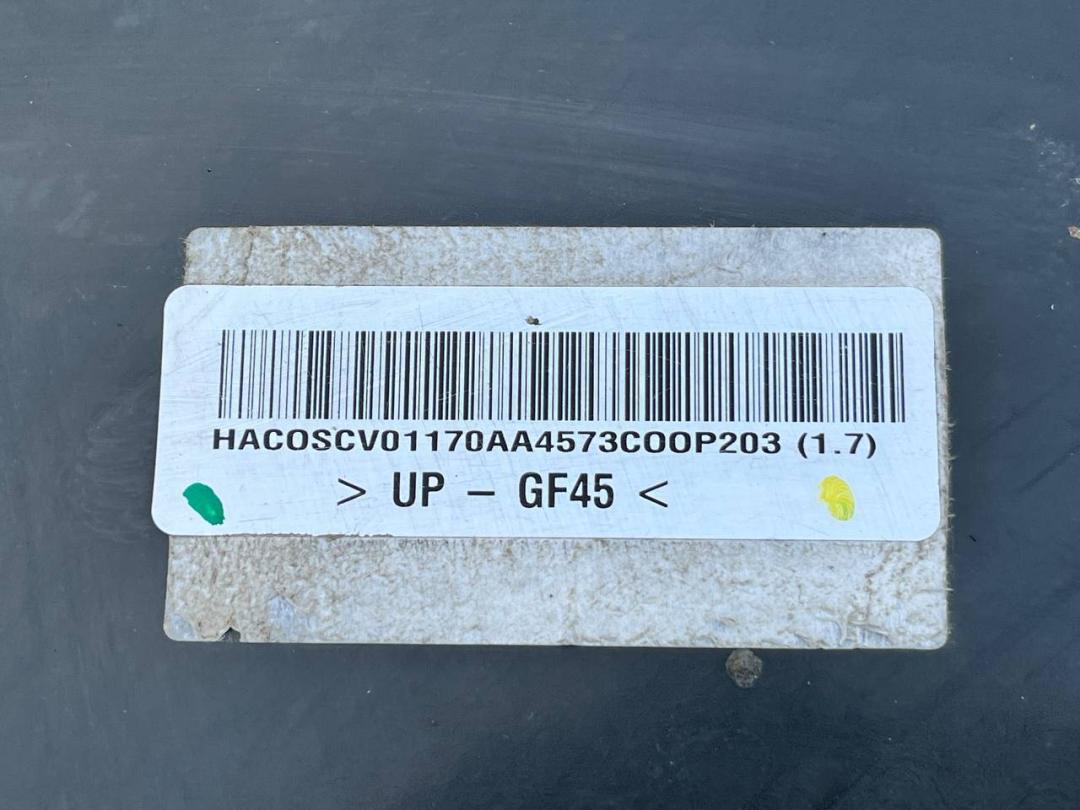 HACOSCV01170AA4573COOP203 (1.7)
> UP – GF45 <